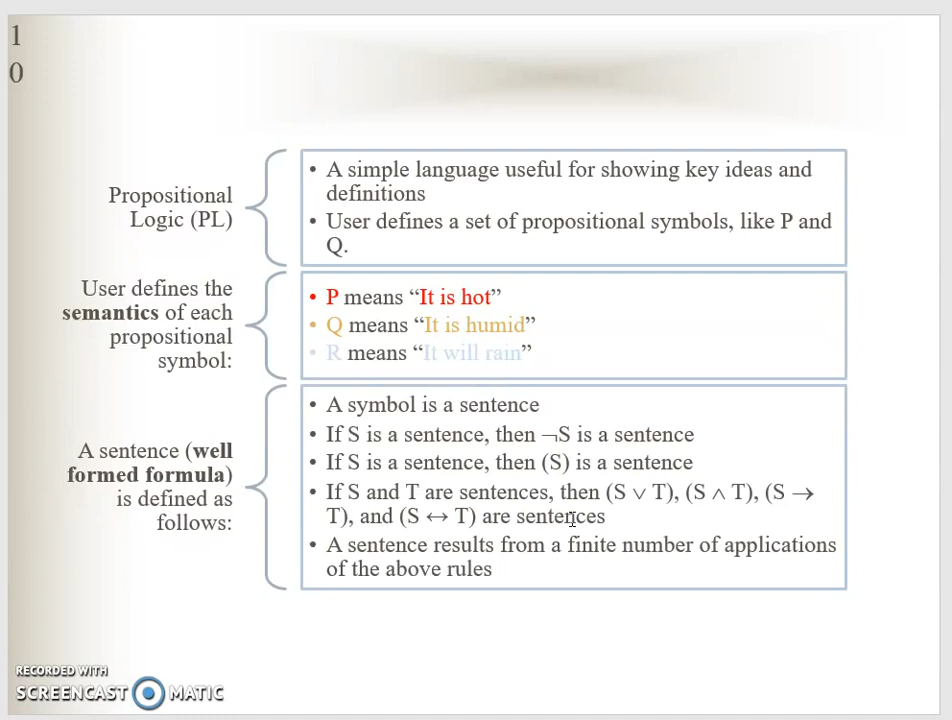 1
0
Propositional
Logic (PL)
• A simple language useful for showing key ideas and
definitions
• User defines a set of propositional symbols, like P and
Q.
User defines the
semantics of each
propositional
symbol:
• P means “It is hot”
• Q means “It is humid”
• R means “It will rain”
A sentence (well
formed formula)
is defined as
follows:
• A symbol is a sentence
• If S is a sentence, then ¬S is a sentence
• If S is a sentence, then (S) is a sentence
• If S and T are sentences, then (S ∨ T), (S ∧ T), (S →
T), and (S ↔ T) are sentences
• A sentence results from a finite number of applications
of the above rules
RECORDED WITH
SCREENCAST MATIC